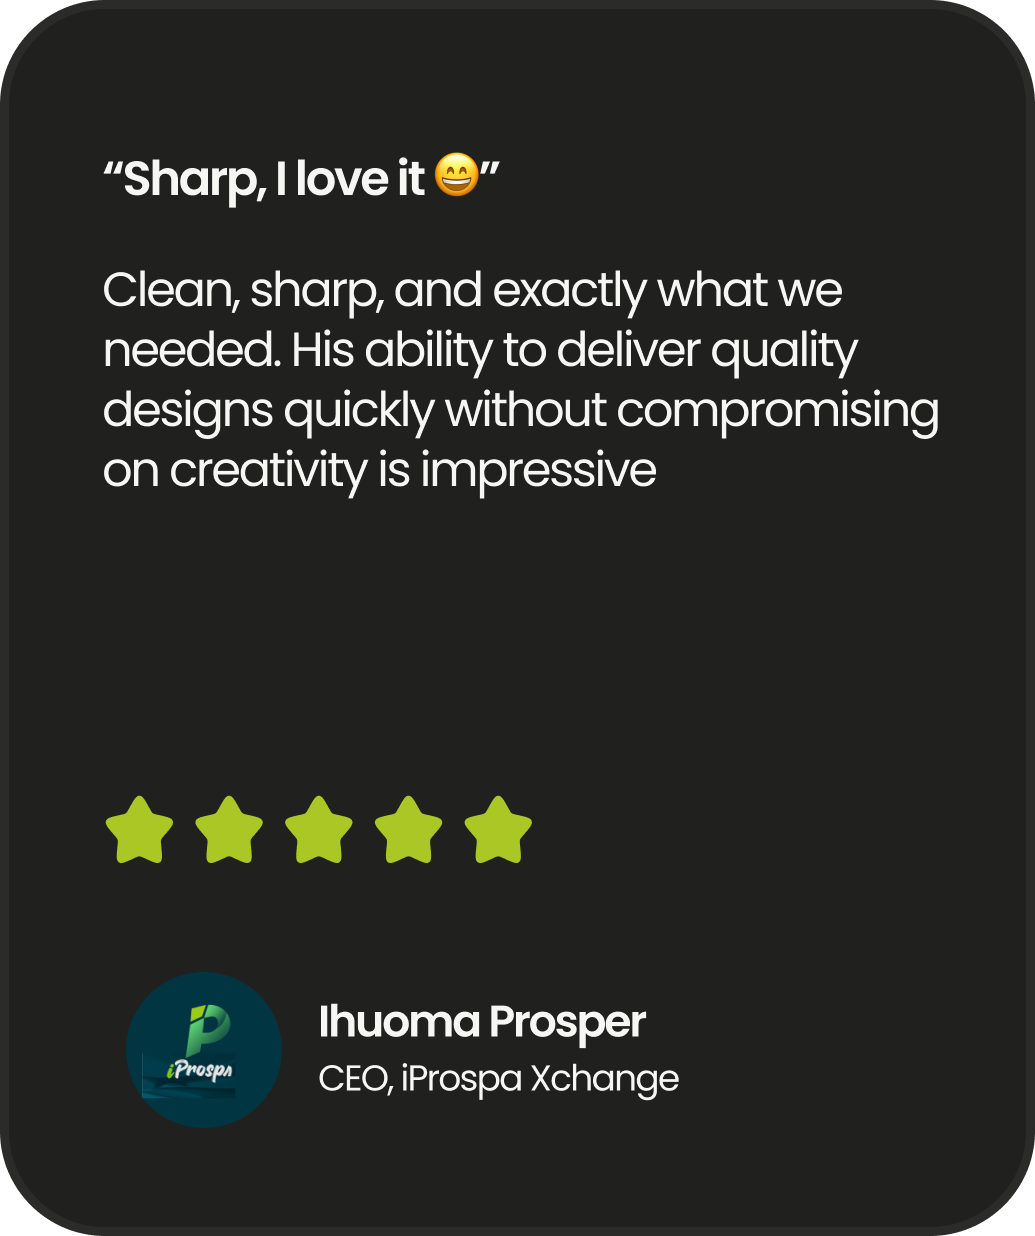 “Sharp, I love it 😄”
Clean, sharp, and exactly what we
needed. His ability to deliver quality
designs quickly without compromising
on creativity is impressive
iProspa
Ihuoma Prosper
CEO, iProspa Xchange